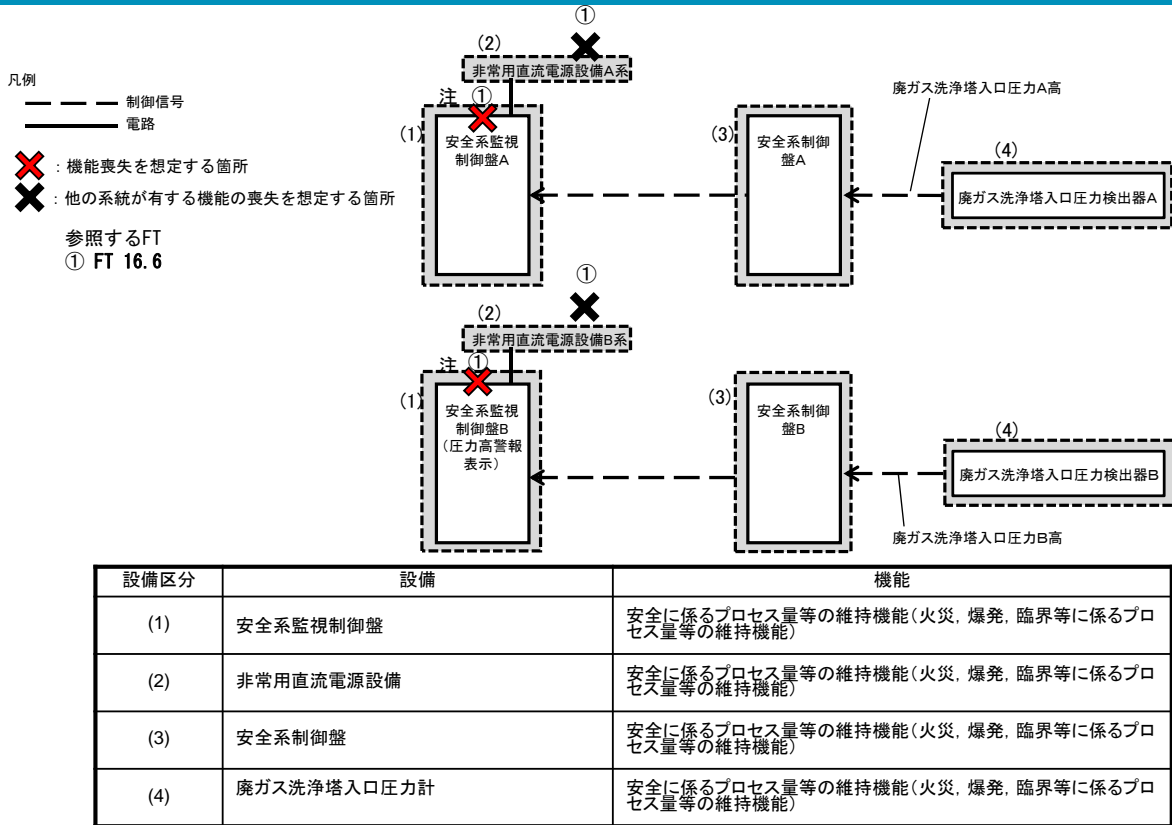 凡例
制御信号
電路
：機能喪失を想定する箇所
：他の系統が有する機能の喪失を想定する箇所
参照するFT
① FT 16.6
①
(2)
非常用直流電源設備A系
注 ①
(1)
安全系監視
制御盤A
(3)
安全系制御
盤A
廃ガス洗浄塔入口圧力A高
(4)
廃ガス洗浄塔入口圧力検出器A
①
(2)
非常用直流電源設備B系
注 ①
(1)
安全系監視
制御盤B
（圧力高警報
表示）
(3)
安全系制御
盤B
(4)
廃ガス洗浄塔入口圧力検出器B
廃ガス洗浄塔入口圧力B高
設備区分 設備 機能
(1) 安全系監視制御盤 安全に係るプロセス量等の維持機能（火災，爆発，臨界等に係るプロ
セス量等の維持機能）
(2) 非常用直流電源設備 安全に係るプロセス量等の維持機能（火災，爆発，臨界等に係るプロ
セス量等の維持機能）
(3) 安全系制御盤 安全に係るプロセス量等の維持機能（火災，爆発，臨界等に係るプロ
セス量等の維持機能）
(4) 廃ガス洗浄塔入口圧力計 安全に係るプロセス量等の維持機能（火災，爆発，臨界等に係るプロ
セス量等の維持機能）